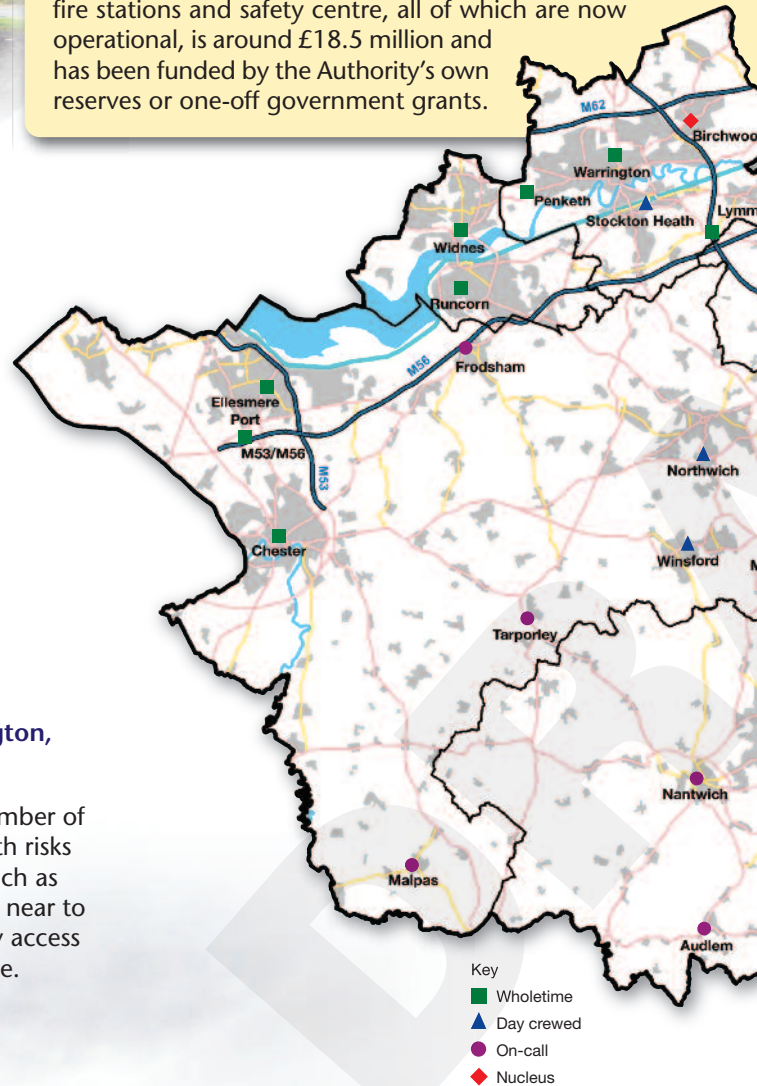 fire stations and safety centre, all of which are now
operational, is around £18.5 million and
has been funded by the Authority's own
reserves or one-off government grants.
M62
Birchwoo
Warrington
Penketh
Stockton Heath
Lymm
Widnes
Runcorn
M56
Frodsham
Ellesmere
Port
M53/M56
M53
Northwich
Chester
Winsford
M
Tarporley
gton,
mber of
th risks
ch as
near to
y access
e.
Nantwich
Malpas
Audlem
Key
Wholetime
Day crewed
On-call
Nucleus